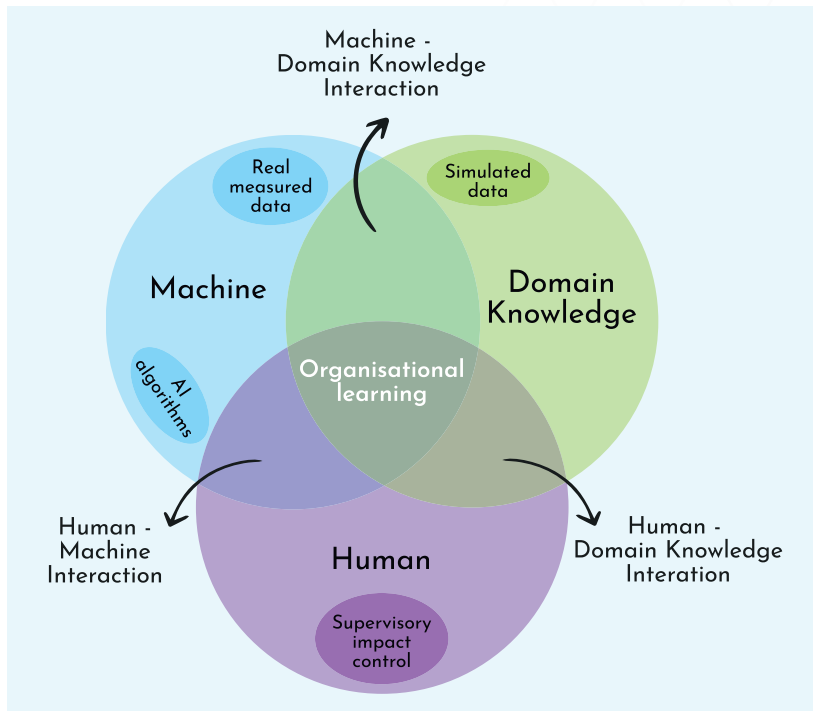 Machine -
Domain Knowledge
Interaction
Real
measured
data
Simulated
data
Machine
Domain
Knowledge
AI
algorithms
Organisational
learning
Human -
Machine
Interaction
Human -
Domain Knowledge
Interation
Human
Supervisory
impact
control